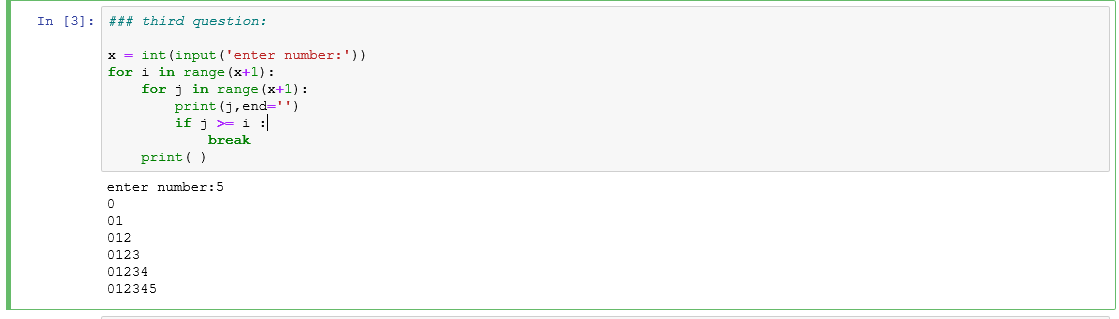 In [3]: ### third question:
x = int(input('enter number:'))
for i in range(x+1):
    for j in range(x+1):
        print(j,end='')
        if j >= i :
            break
    print( )
enter number:5
0
01
012
0123
01234
012345